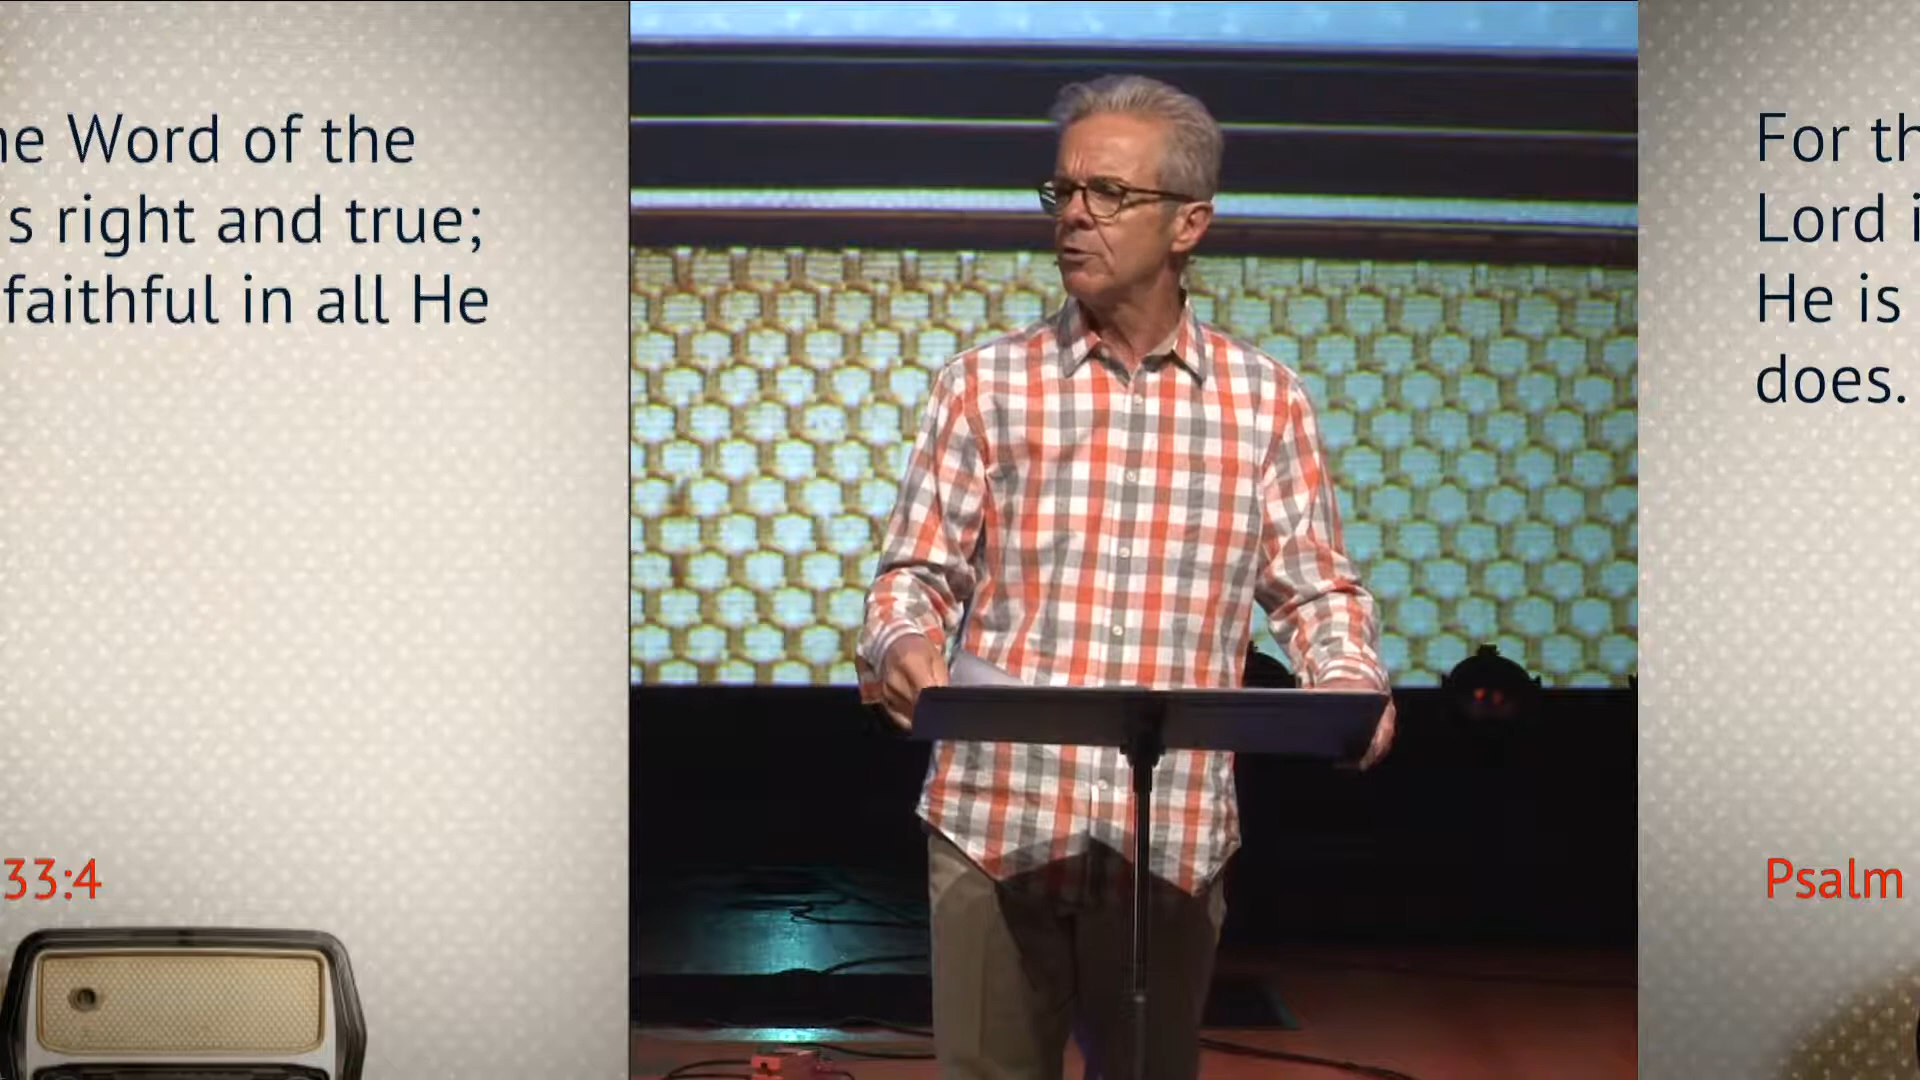 he Word of the
s right and true;
faithful in all He
33:4
For th
Lord i
He is
does.
Psalm